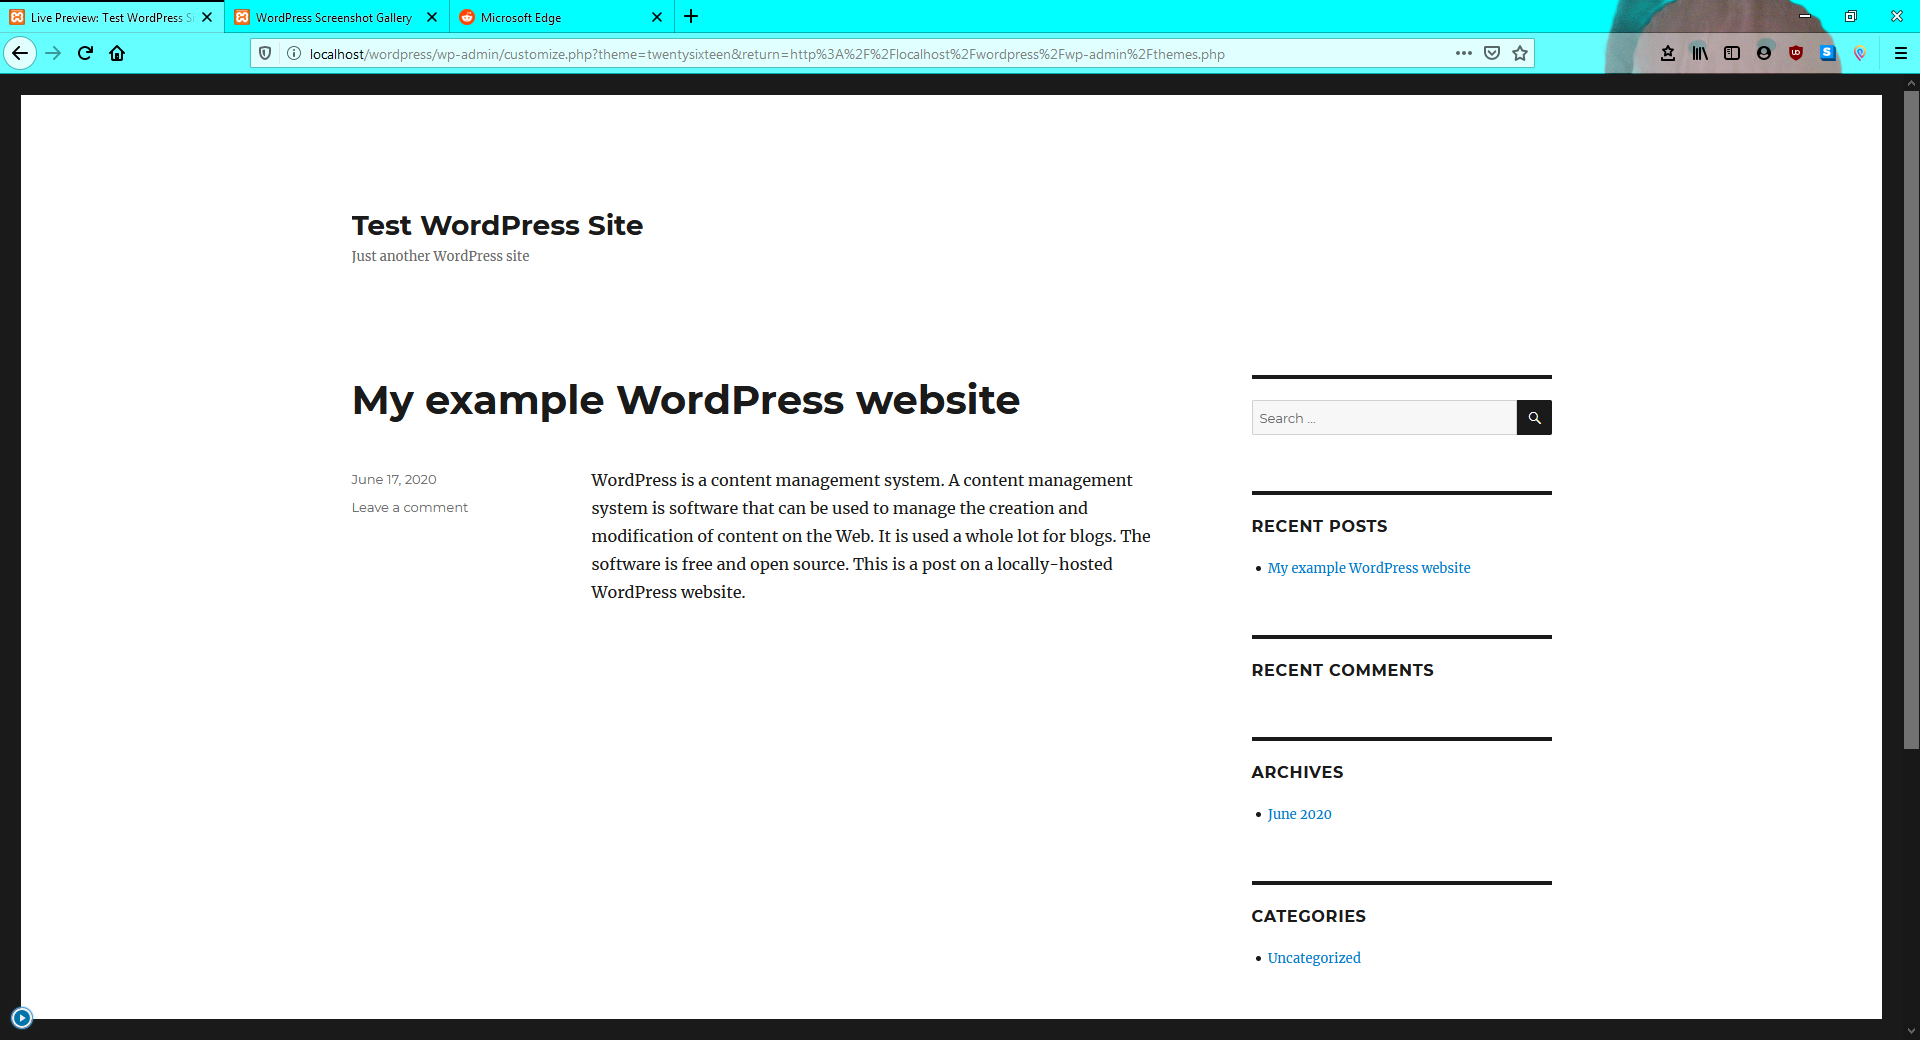 Live Preview: Test WordPress Si
WordPress Screenshot Gallery
Microsoft Edge
localhost/wordpress/wp-admin/customize.php?theme=twentysixteen&return=http%3A%2F%2Flocalhost%2Fwordpress%2Fwp-admin%2Fthemes.php
Test WordPress Site
Just another WordPress site
My example WordPress website
June 17, 2020
Leave a comment
WordPress is a content management system. A content management
system is software that can be used to manage the creation and
modification of content on the Web. It is used a whole lot for blogs. The
software is free and open source. This is a post on a locally-hosted
WordPress website.
Search ...
RECENT POSTS
My example WordPress website
RECENT COMMENTS
ARCHIVES
June 2020
CATEGORIES
Uncategorized